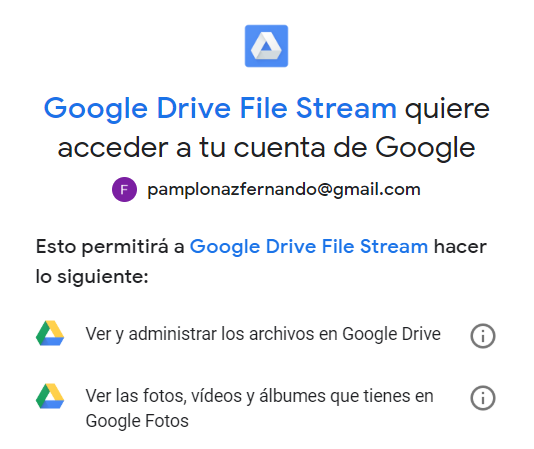 Google Drive File Stream quiere
acceder a tu cuenta de Google
F pamplonazfernando@gmail.com
Esto permitirá a Google Drive File Stream hacer
lo siguiente:
Ver y administrar los archivos en Google Drive
Ver las fotos, vídeos y álbumes que tienes en
Google Fotos